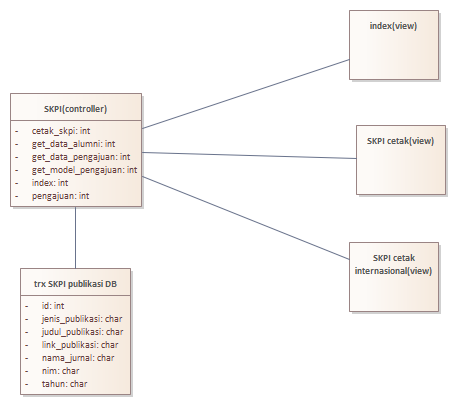 index(view)
SKPI(controller)
- cetak_skpi: int
- get_data_alumni: int
- get_data_pengajuan: int
- get_model_pengajuan: int
- index: int
- pengajuan: int
SKPI cetak(view)
SKPI cetak
internasional(view)
trx SKPI publikasi DB
- id: int
- jenis_publikasi: char
- judul_publikasi: char
- link_publikasi: char
- nama_jurnal: char
- nim: char
- tahun: char